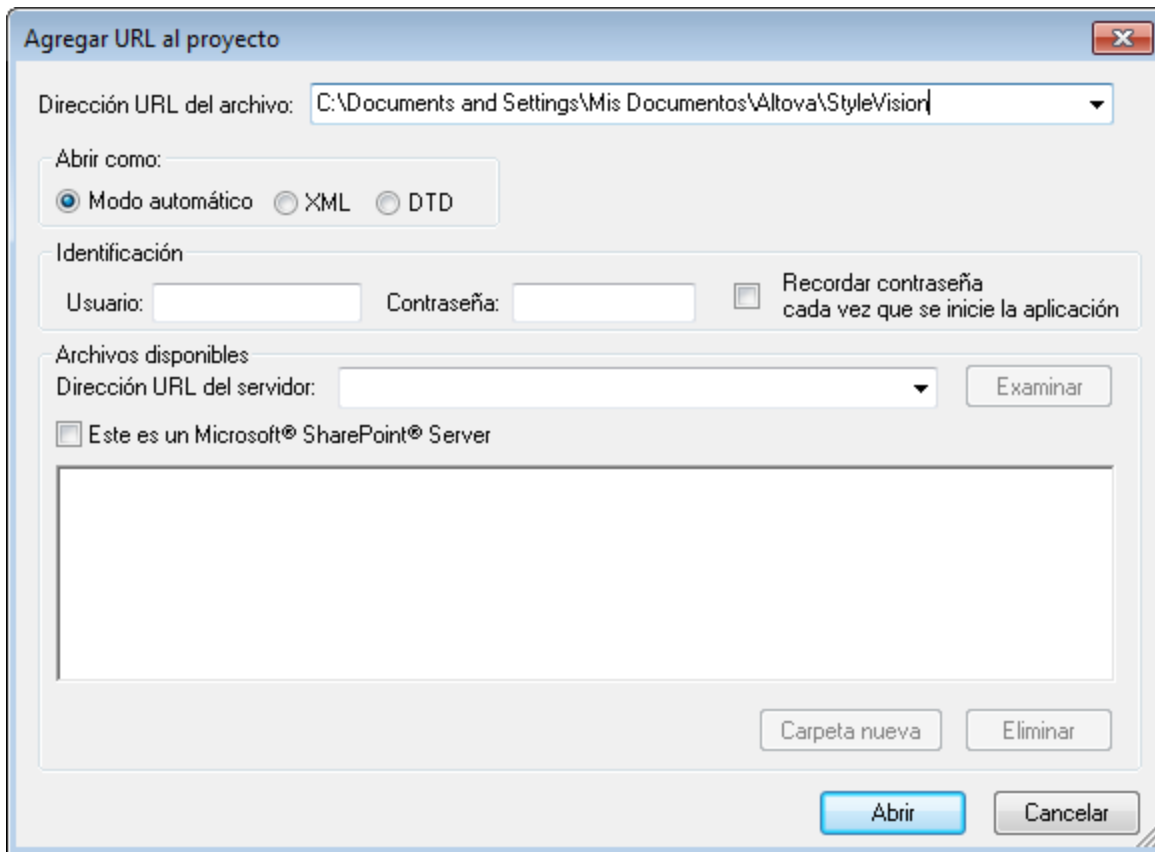 Agregar URL al proyecto
Dirección URL del archivo: C:\Documents and Settings\Mis Documentos\Altova\StyleVision
Abrir como:
Modo automático XML DTD
Identificación
Usuario: Contraseña: Recordar contraseña
cada vez que se inicie la aplicación
Archivos disponibles
Dirección URL del servidor: Examinar
Este es un Microsoft® SharePoint® Server
Carpeta nueva Eliminar
Abrir Cancelar